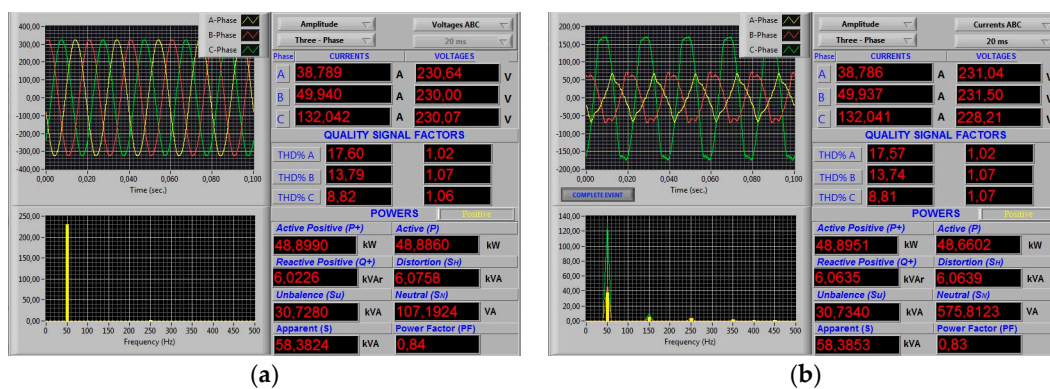 A-Phase
B-Phase
C-Phase
400,00
300,00
200,00
100,00
0,00
-100,00
-200,00
-300,00
-400,00
0,000 0,020 0,040 0,060 0,080 0,100
Time (sec.)
250,00
200,00
150,00
100,00
50,00
0,00
0 50 100 150 200 250 300 350 400 450 500
Frequency (Hz)
Amplitude Voltages ABC
Three - Phase 20 ms
Phase CURRENTS VOLTAGES
A 38,789 A 230,64 V
B 49,940 A 230,00 V
C 132,042 A 230,07 V
QUALITY SIGNAL FACTORS
THD% A 17,60 1,02
THD% B 13,79 1,07
THD% C 8,82 1,06
POWERS Positive
Active Positive (P+) Active (P)
48,8990 kW 48,8860 kW
Reactive Positive (Q+) Distortion (SH)
6,0226 kVAr 6,0758 kVA
Unbalance (Su) Neutral (SN)
30,7280 kVA 107,1924 VA
Apparent (S) Power Factor (PF)
58,3824 kVA 0,84
(a)
A-Phase
B-Phase
C-Phase
200,00
150,00
100,00
50,00
0,00
-50,00
-100,00
-150,00
-200,00
0,000 0,020 0,040 0,060 0,080 0,100
Time (sec.)
COMPLETE EVENT
140,00
120,00
100,00
80,00
60,00
40,00
20,00
0,00
0 50 100 150 200 250 300 350 400 450 500
Frequency (Hz)
Amplitude Currents ABC
Three - Phase 20 ms
Phase CURRENTS VOLTAGES
A 38,786 A 231,04 V
B 49,937 A 231,50 V
C 132,041 A 228,21 V
QUALITY SIGNAL FACTORS
THD% A 17,57 1,02
THD% B 13,74 1,07
THD% C 8,81 1,07
POWERS Positive
Active Positive (P+) Active (P)
48,8951 kW 48,6602 kW
Reactive Positive (Q+) Distortion (SH)
6,0635 kVAr 6,0639 kVA
Unbalance (Su) Neutral (SN)
30,7340 kVA 575,8123 VA
Apparent (S) Power Factor (PF)
58,3853 kVA 0,83
(b)